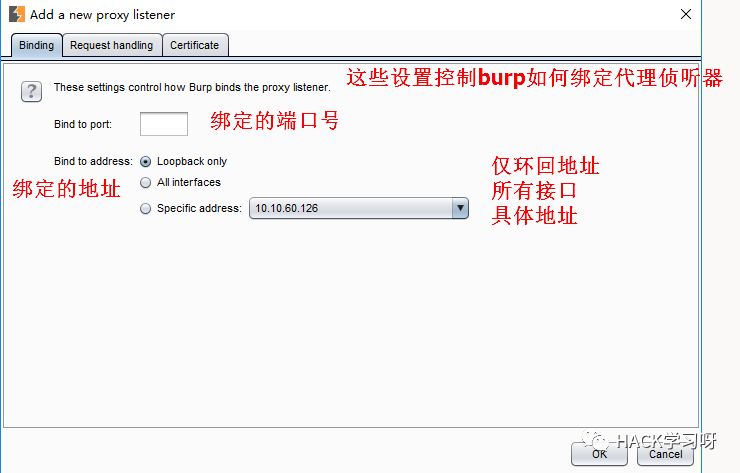 Add a new proxy listener
Binding Request handling Certificate
? These settings control how Burp binds the proxy listener. 这些设置控制burp如何绑定代理侦听器
Bind to port: 绑定的端口号
Bind to address: Loopback only 仅环回地址
绑定的地址 All interfaces 所有接口
Specific address: 10.10.60.126 具体地址
HACK学习呀
OK Cancel